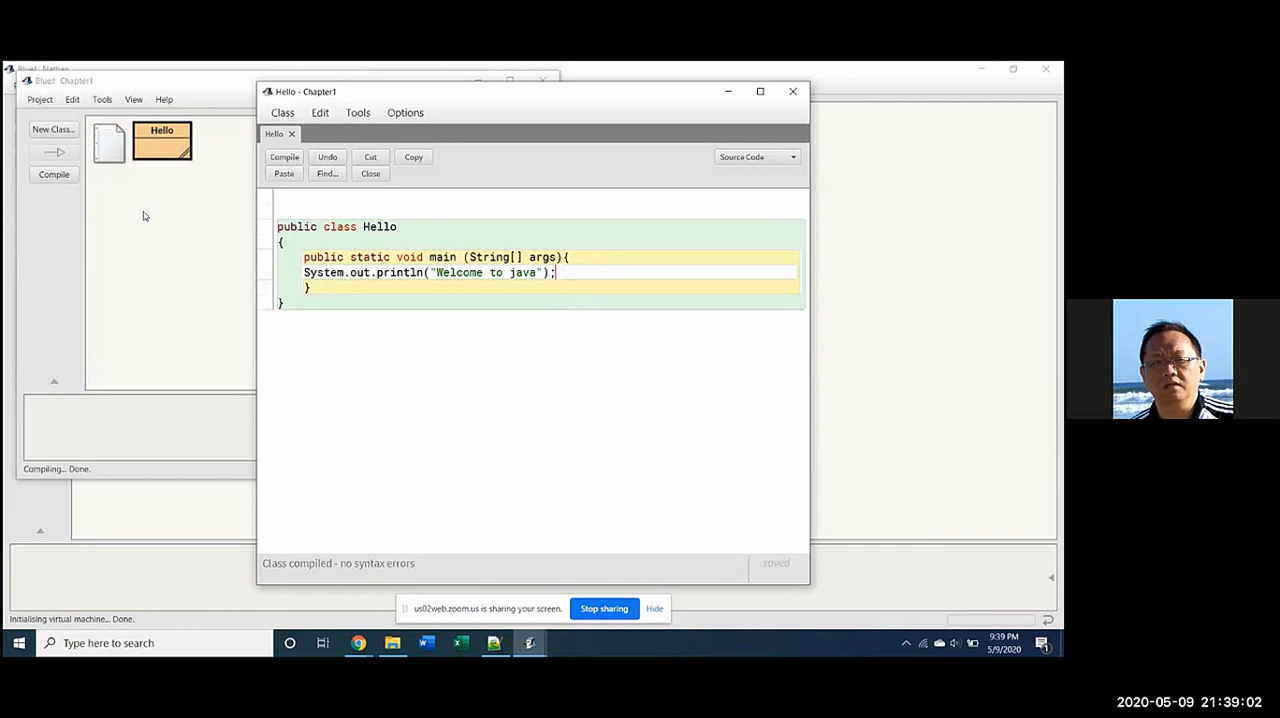 BlueJ: Nathan
BlueJ: Chapter1
Project Edit Tools View Help
New Class...
Compile
Hello
Compiling... Done.
Hello - Chapter1
Class Edit Tools Options
Hello
Compile Undo Cut Copy
Paste Find... Close
Source Code
public class Hello
{
public static void main (String[] args){
System.out.println("Welcome to java");
}
}
Class compiled - no syntax errors
saved
us02web.zoom.us is sharing your screen. Stop sharing Hide
Initialising virtual machine... Done.
Type here to search
9:39 PM
5/9/2020
1
2020-05-09 21:39:02